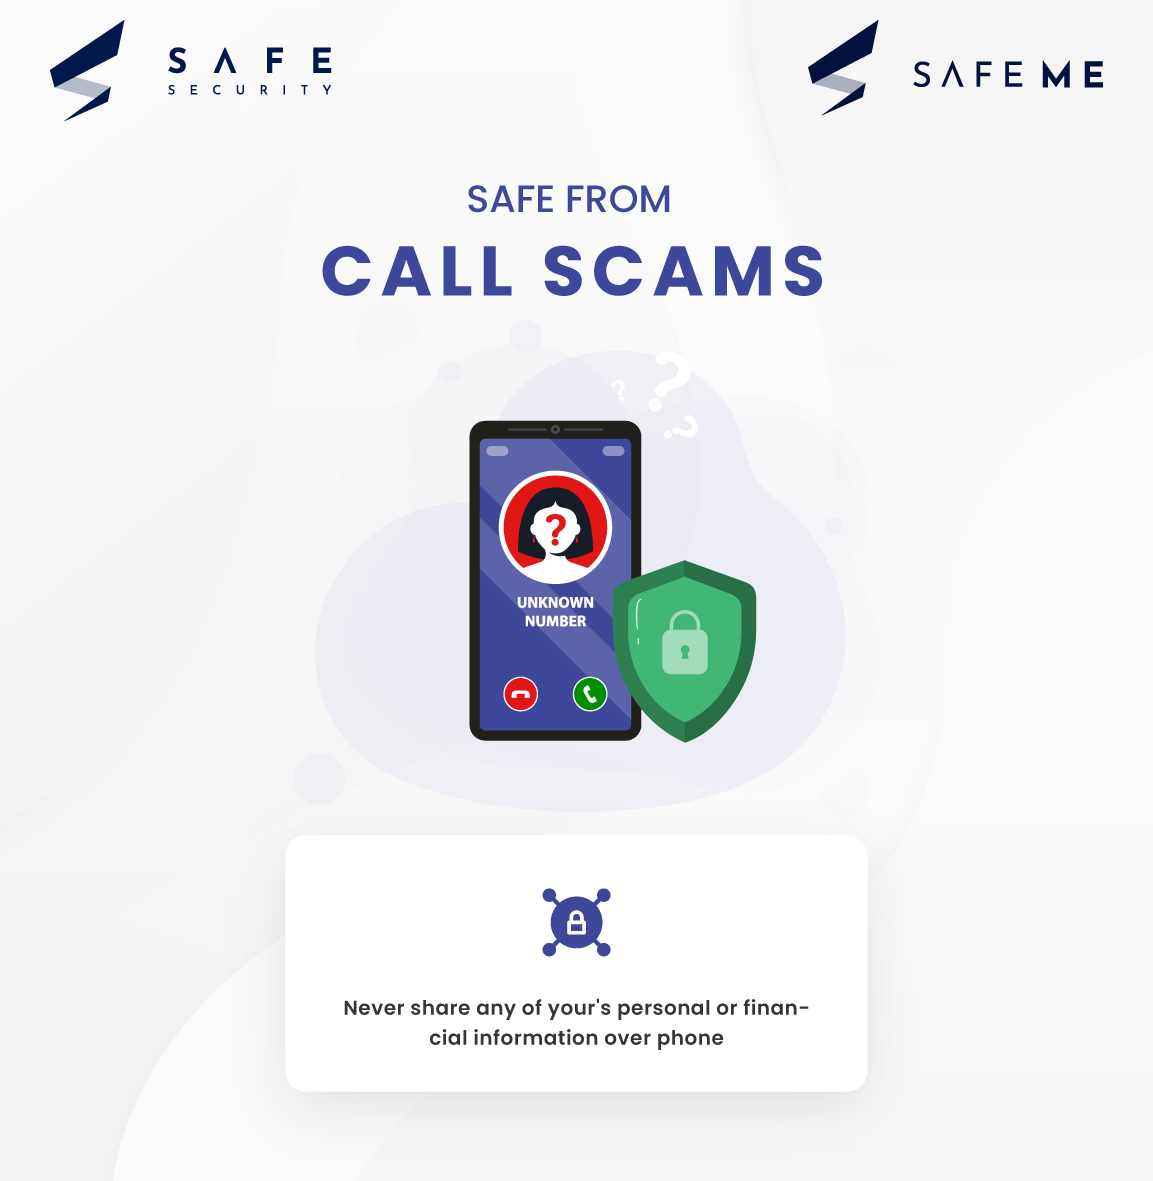 SAFE
SECURITY
SAFE ME
SAFE FROM
CALL SCAMS
? ? ?
?
UNKNOWN
NUMBER
Never share any of your's personal or finan-
cial information over phone